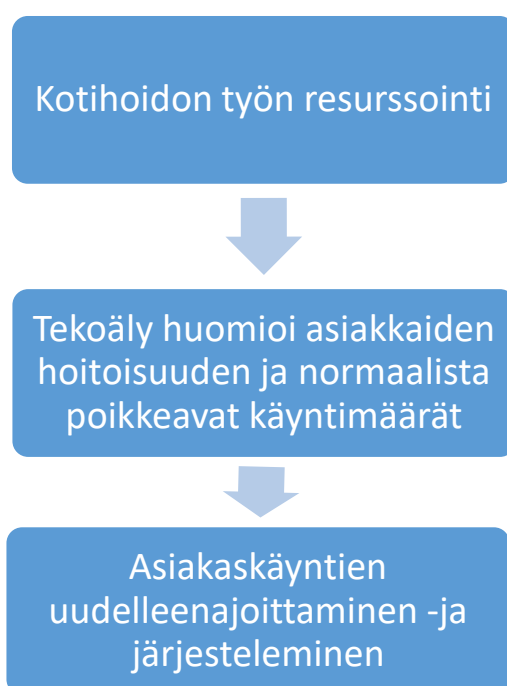 Kotihoidon työn resurssointi
Tekoäly huomioi asiakkaiden
hoitoisuuden ja normaalista
poikkeavat käyntimäärät
Asiakaskäyntien
uudelleenajoittaminen -ja
järjesteleminen